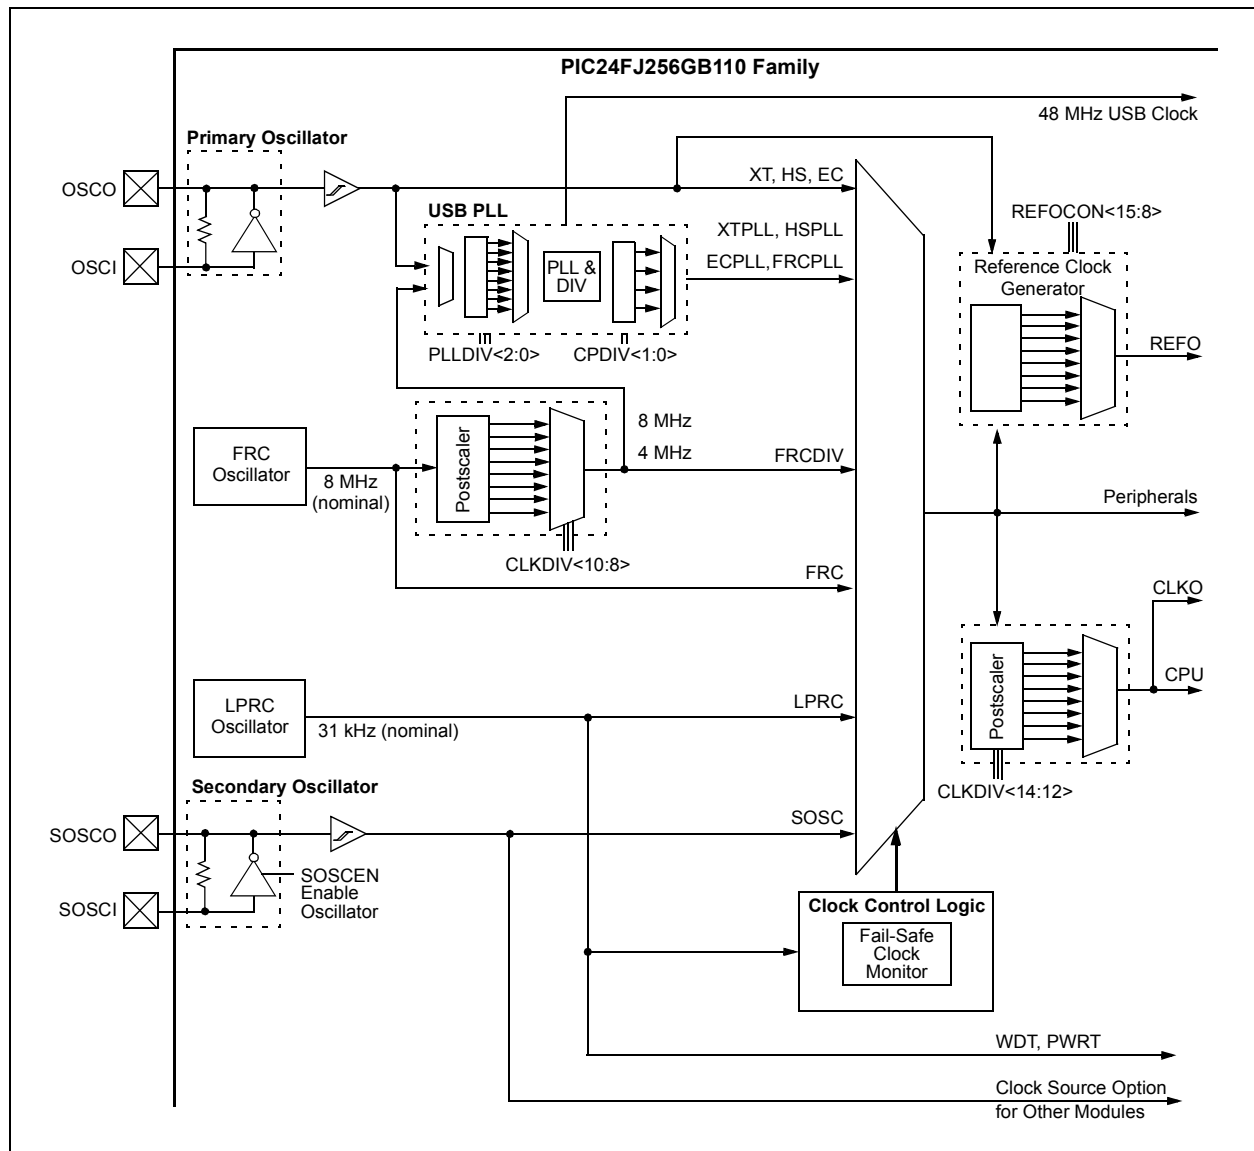 PIC24FJ256GB110 Family
48 MHz USB Clock
Primary Oscillator
OSCO
XT, HS, EC
USB PLL
REFOCON<15:8>
XTPLL, HSPLL
OSCI
ECPLL,FRCPLL
PLL &
DIV
Reference Clock
Generator
REFO
PLLDIV<2:0>
CPDIV<1:0>
8 MHz
4 MHz
FRC
Oscillator
8 MHz
(nominal)
Postscaler
FRCDIV
Peripherals
CLKDIV<10:8>
FRC
CLKO
CPU
Postscaler
LPRC
Oscillator
31 kHz (nominal)
LPRC
CLKDIV<14:12>
Secondary Oscillator
SOSCO
SOSC
SOSCEN
Enable
Oscillator
SOSCI
Clock Control Logic
Fail-Safe
Clock
Monitor
WDT, PWRT
Clock Source Option
for Other Modules